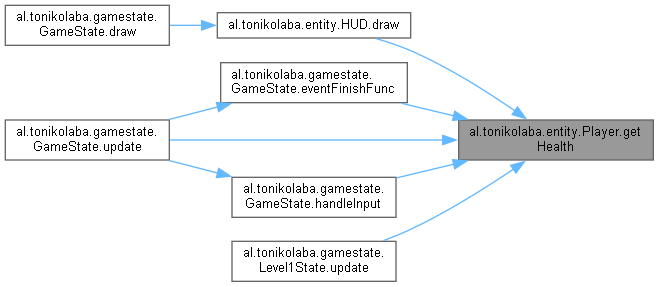 al.tonikolaba.gamestate.
GameState.draw
al.tonikolaba.entity.HUD.draw
al.tonikolaba.gamestate.
GameState.eventFinishFunc
al.tonikolaba.gamestate.
GameState.update
al.tonikolaba.entity.Player.get
Health
al.tonikolaba.gamestate.
GameState.handleInput
al.tonikolaba.gamestate.
Level1State.update